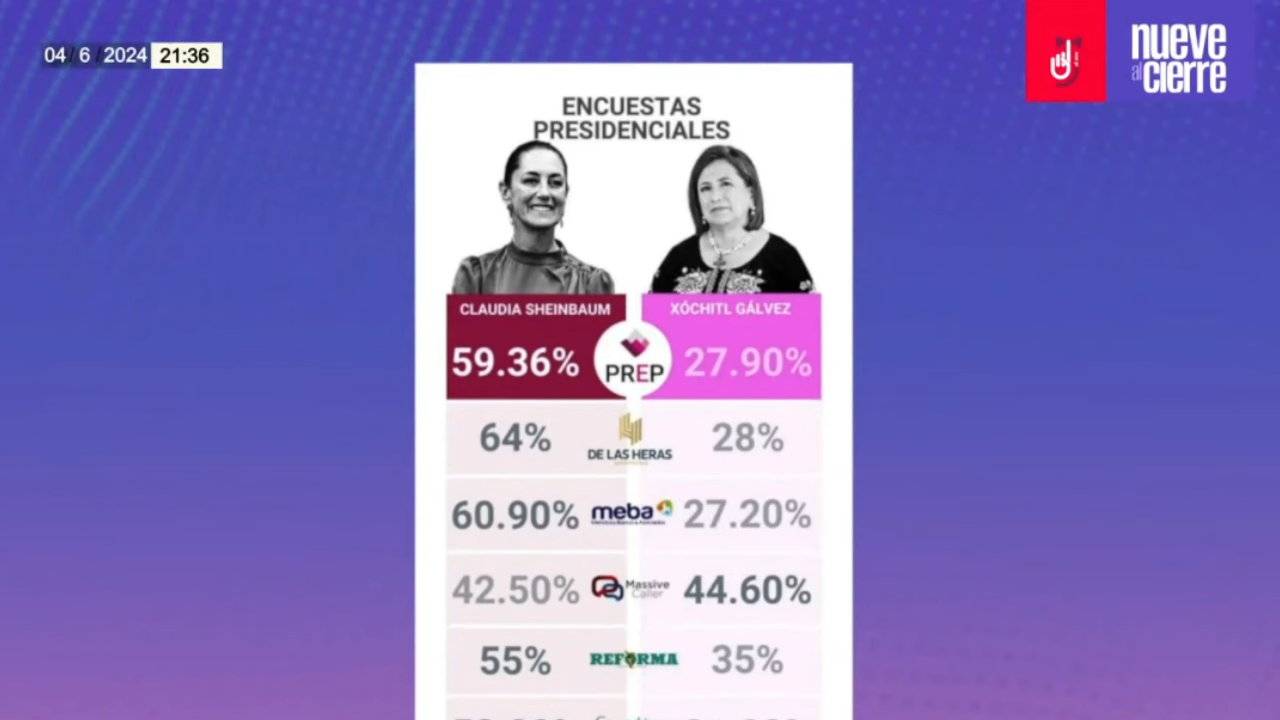 04 / 6 / 2024 21:36
nueve
al cierre
ENCUESTAS
PRESIDENCIALES
CLAUDIA SHEINBAUM XÓCHITL GÁLVEZ
59.36% PREP 27.90%
64% DE LAS HERAS 28%
60.90% meba 27.20%
42.50% Massive Caller 44.60%
55% REFORMA 35%